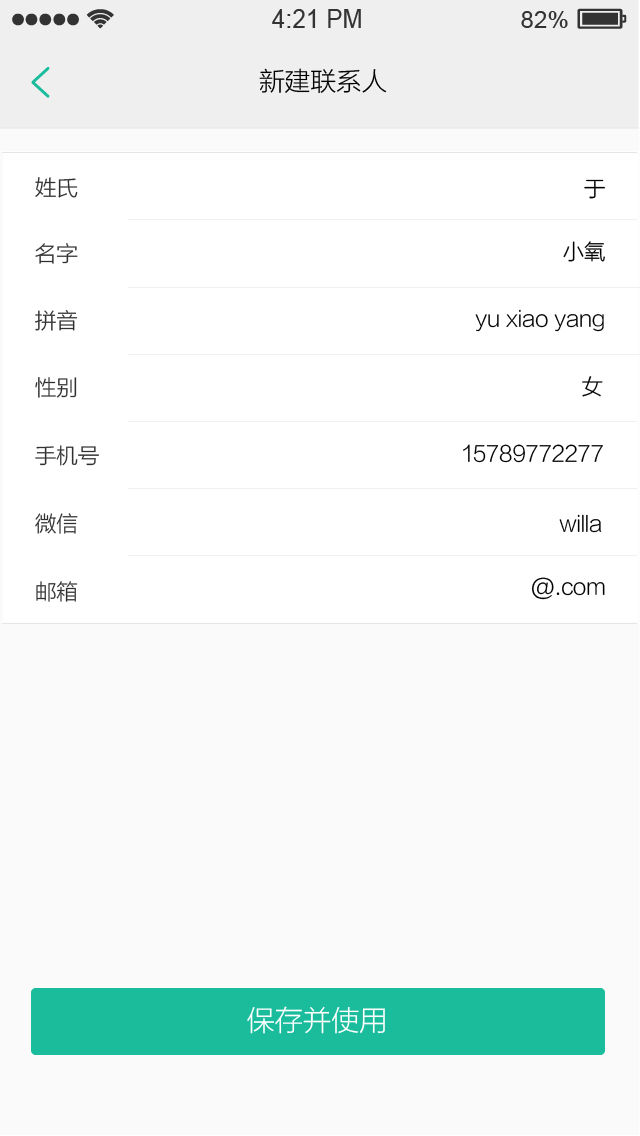 4:21 PM 82%
新建联系人
姓氏 于
名字 小氧
拼音 yu xiao yang
性别 女
手机号 15789772277
微信 willa
邮箱 @.com
保存并使用